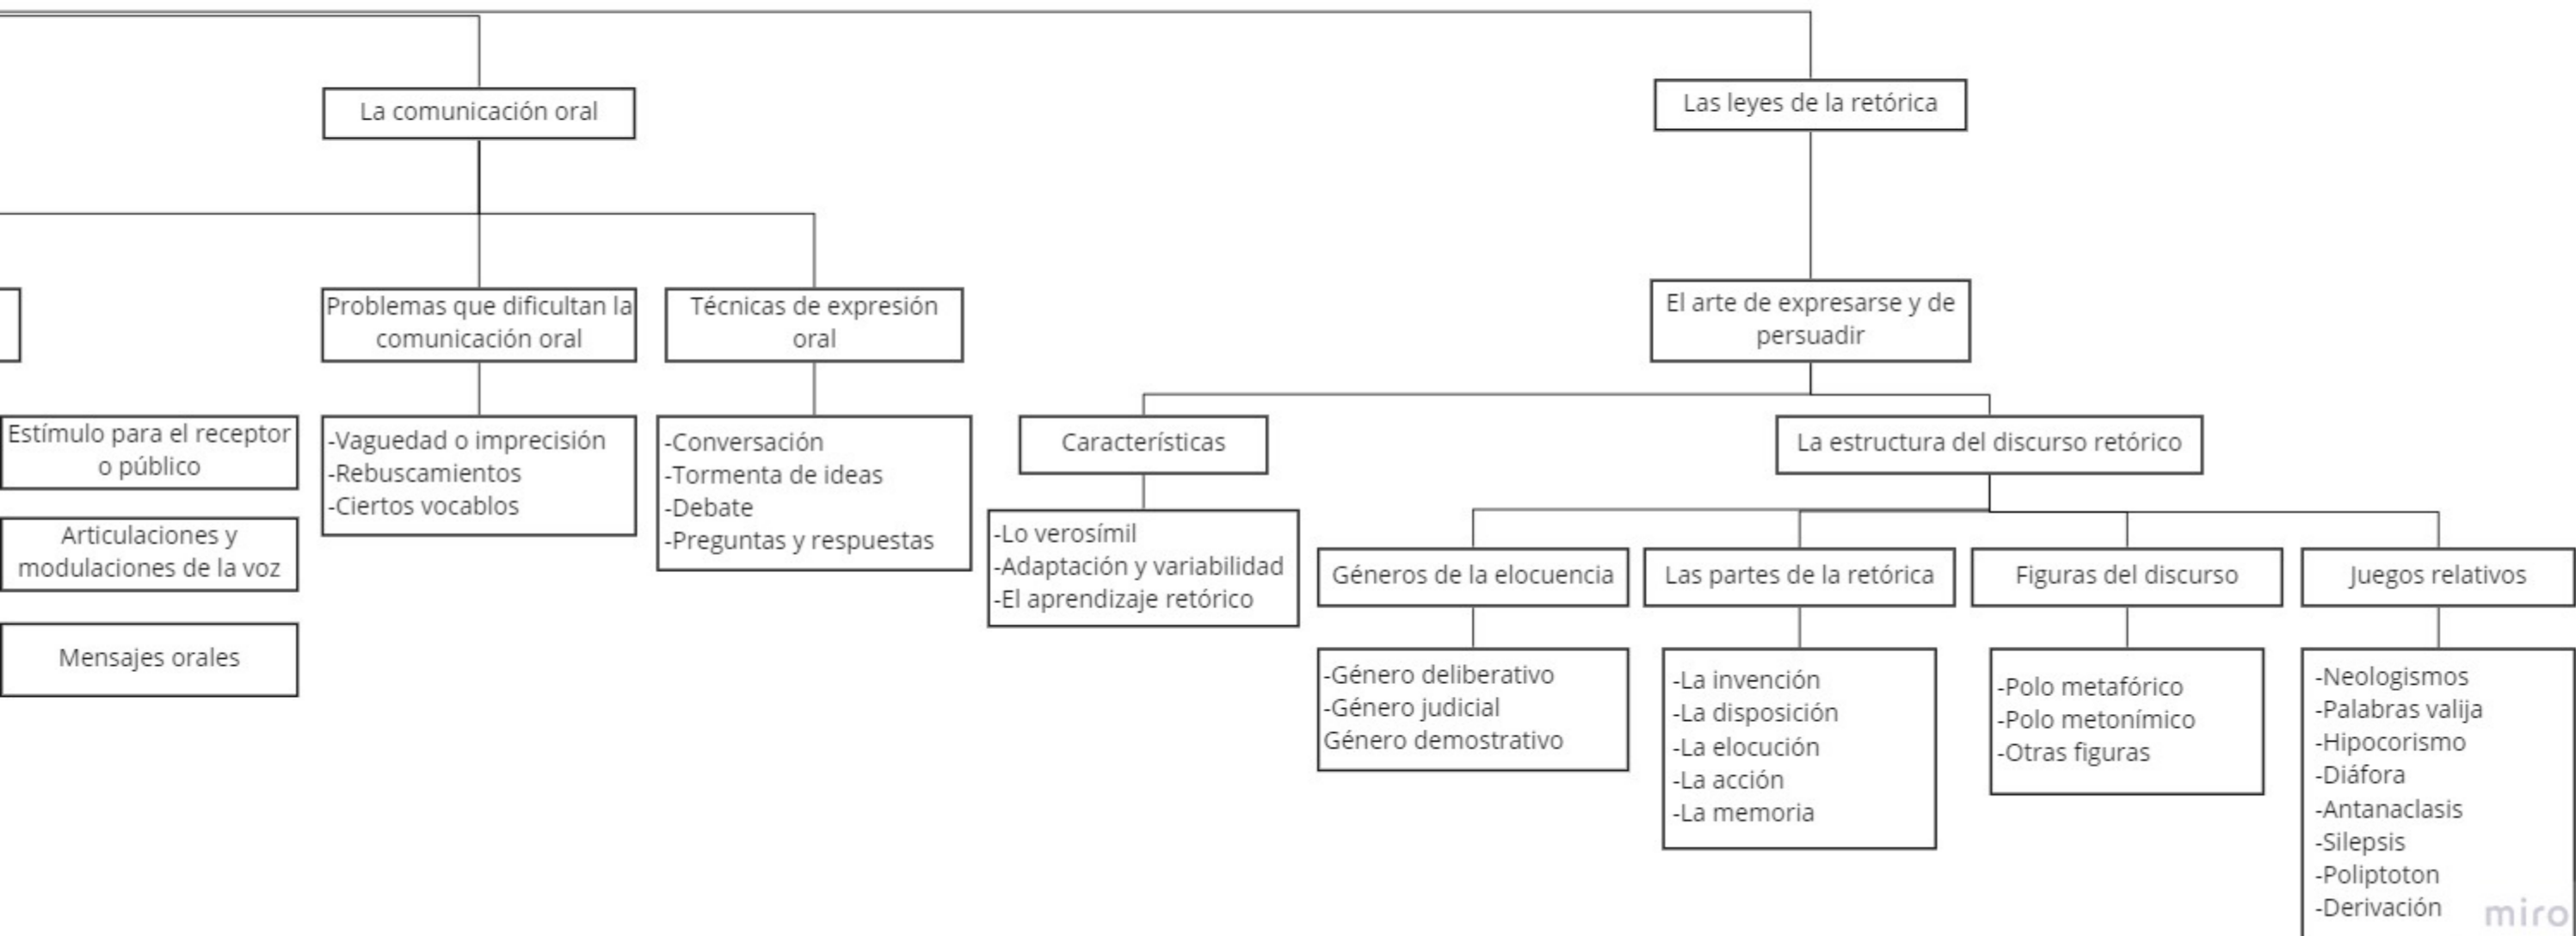 La comunicación oral
Las leyes de la retórica
Problemas que dificultan la
comunicación oral
Técnicas de expresión
oral
El arte de expresarse y de
persuadir
Estímulo para el receptor
o público
Articulaciones y
modulaciones de la voz
Mensajes orales
-Vaguedad o imprecisión
-Rebuscamientos
-Ciertos vocablos
-Conversación
-Tormenta de ideas
-Debate
-Preguntas y respuestas
Características
-Lo verosímil
-Adaptación y variabilidad
-El aprendizaje retórico
La estructura del discurso retórico
Géneros de la elocuencia
-Género deliberativo
-Género judicial
Género demostrativo
Las partes de la retórica
-La invención
-La disposición
-La elocución
-La acción
-La memoria
Figuras del discurso
-Polo metafórico
-Polo metonímico
-Otras figuras
Juegos relativos
-Neologismos
-Palabras valija
-Hipocorismo
-Diáfora
-Antanaclasis
-Silepsis
-Poliptoton
-Derivación
miro